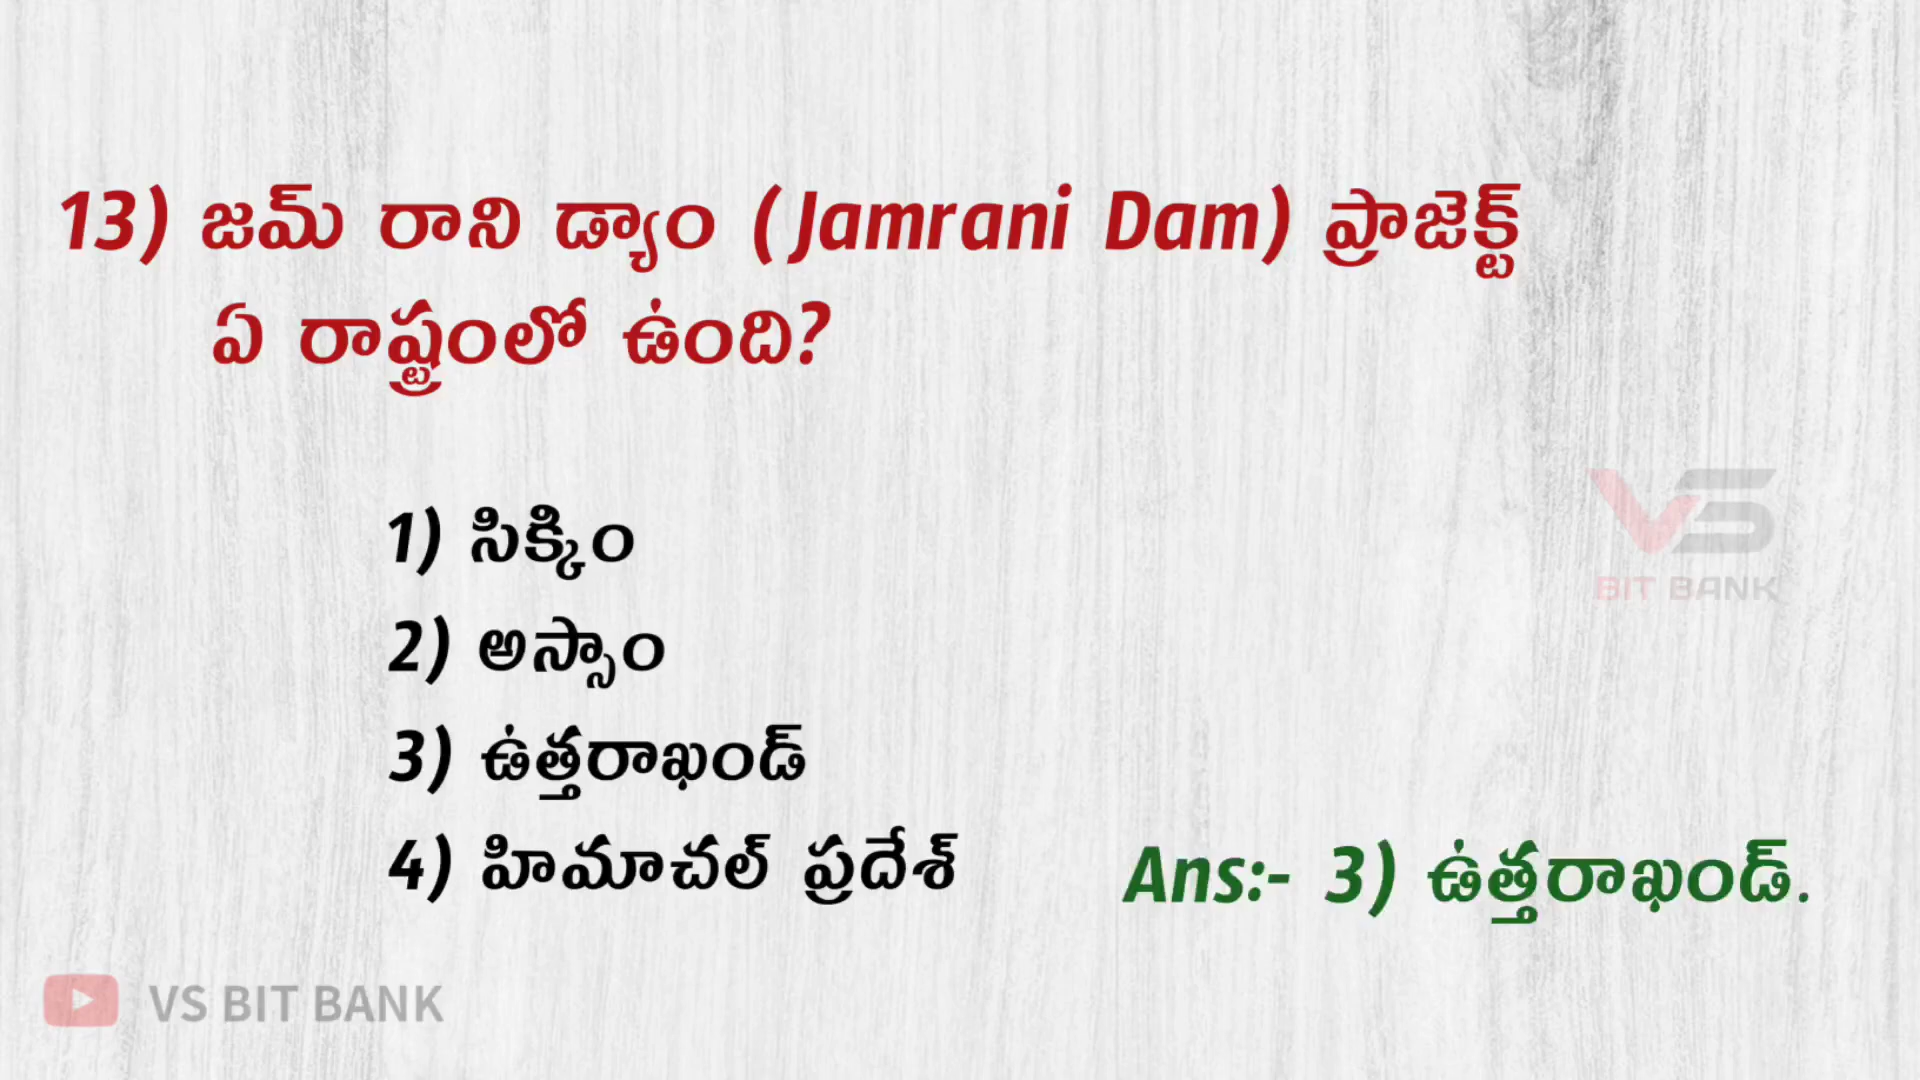 13) జమ్ రాని డ్యాం (Jamrani Dam) ప్రాజెక్ట్
ఏ రాష్ట్రంలో ఉంది?
1) సిక్కిం
2) అస్సాం
3) ఉత్తరాఖండ్
4) హిమాచల్ ప్రదేశ్
Ans:- 3) ఉత్తరాఖండ్.
VS
BIT BANK
VS BIT BANK